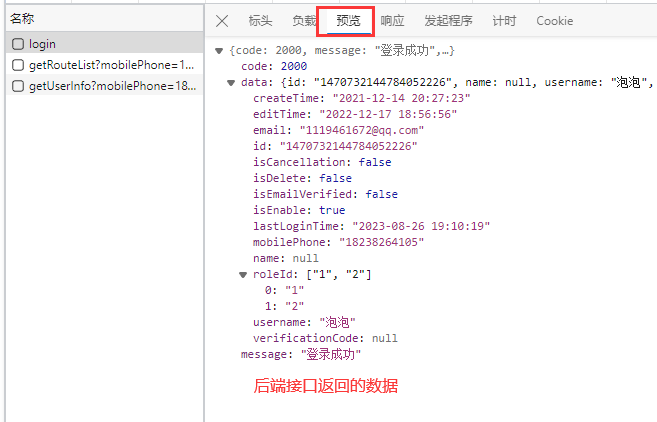 名称
login
getRouteList?mobilePhone=1...
getUserInfo?mobilePhone=18...
标头 负载 预览 响应 发起程序 计时 Cookie
{code: 2000, message: "登录成功",…}
code: 2000
data: {id: "1470732144784052226", name: null, username: "泡泡",
createTime: "2021-12-14 20:27:23"
editTime: "2022-12-17 18:56:56"
email: "1119461672@qq.com"
id: "1470732144784052226"
isCancellation: false
isDelete: false
isEmailVerified: false
isEnable: true
lastLoginTime: "2023-08-26 19:10:19"
mobilePhone: "18238264105"
name: null
roleId: ["1", "2"]
0: "1"
1: "2"
username: "泡泡"
verificationCode: null
message: "登录成功"
后端接口返回的数据